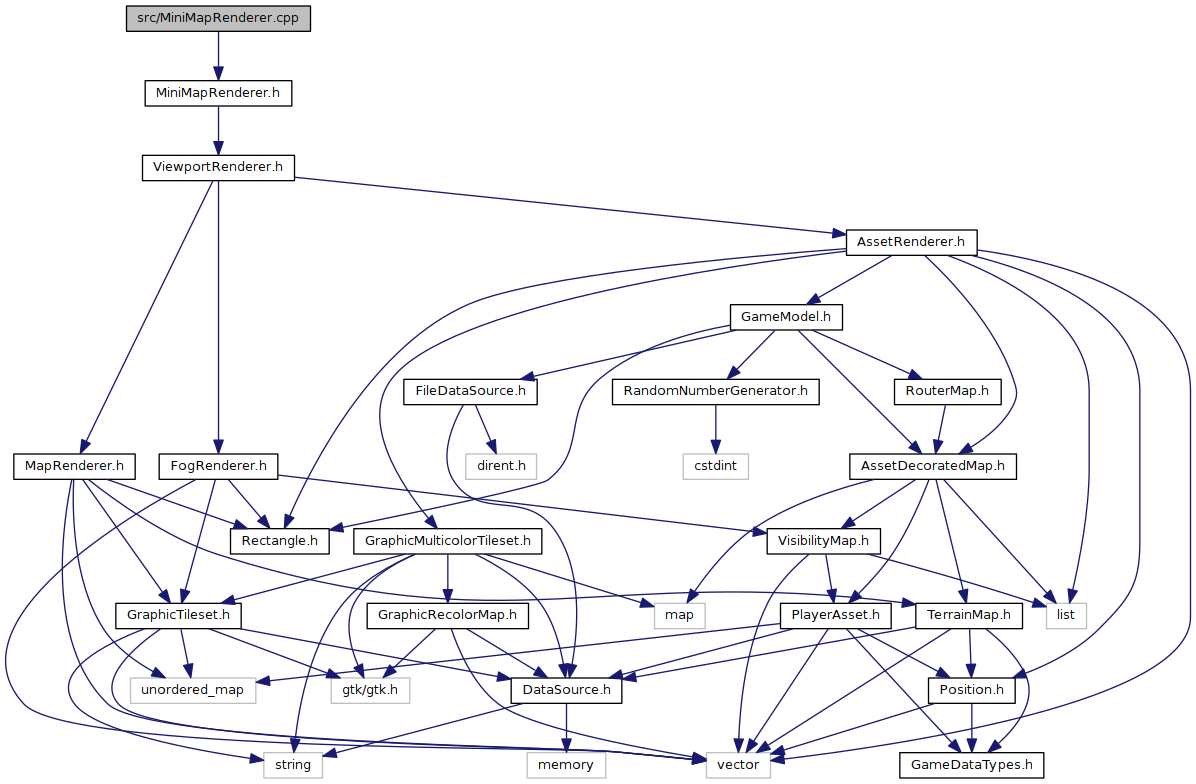 src/MiniMapRenderer.cpp
MiniMapRenderer.h
ViewportRenderer.h
AssetRenderer.h
GameModel.h
FileDataSource.h
RandomNumberGenerator.h
RouterMap.h
MapRenderer.h
FogRenderer.h
dirent.h
cstdint
AssetDecoratedMap.h
Rectangle.h
GraphicMulticolorTileset.h
VisibilityMap.h
GraphicTileset.h
GraphicRecolorMap.h
map
PlayerAsset.h
TerrainMap.h
list
unordered_map
gtk/gtk.h
DataSource.h
Position.h
string
memory
vector
GameDataTypes.h